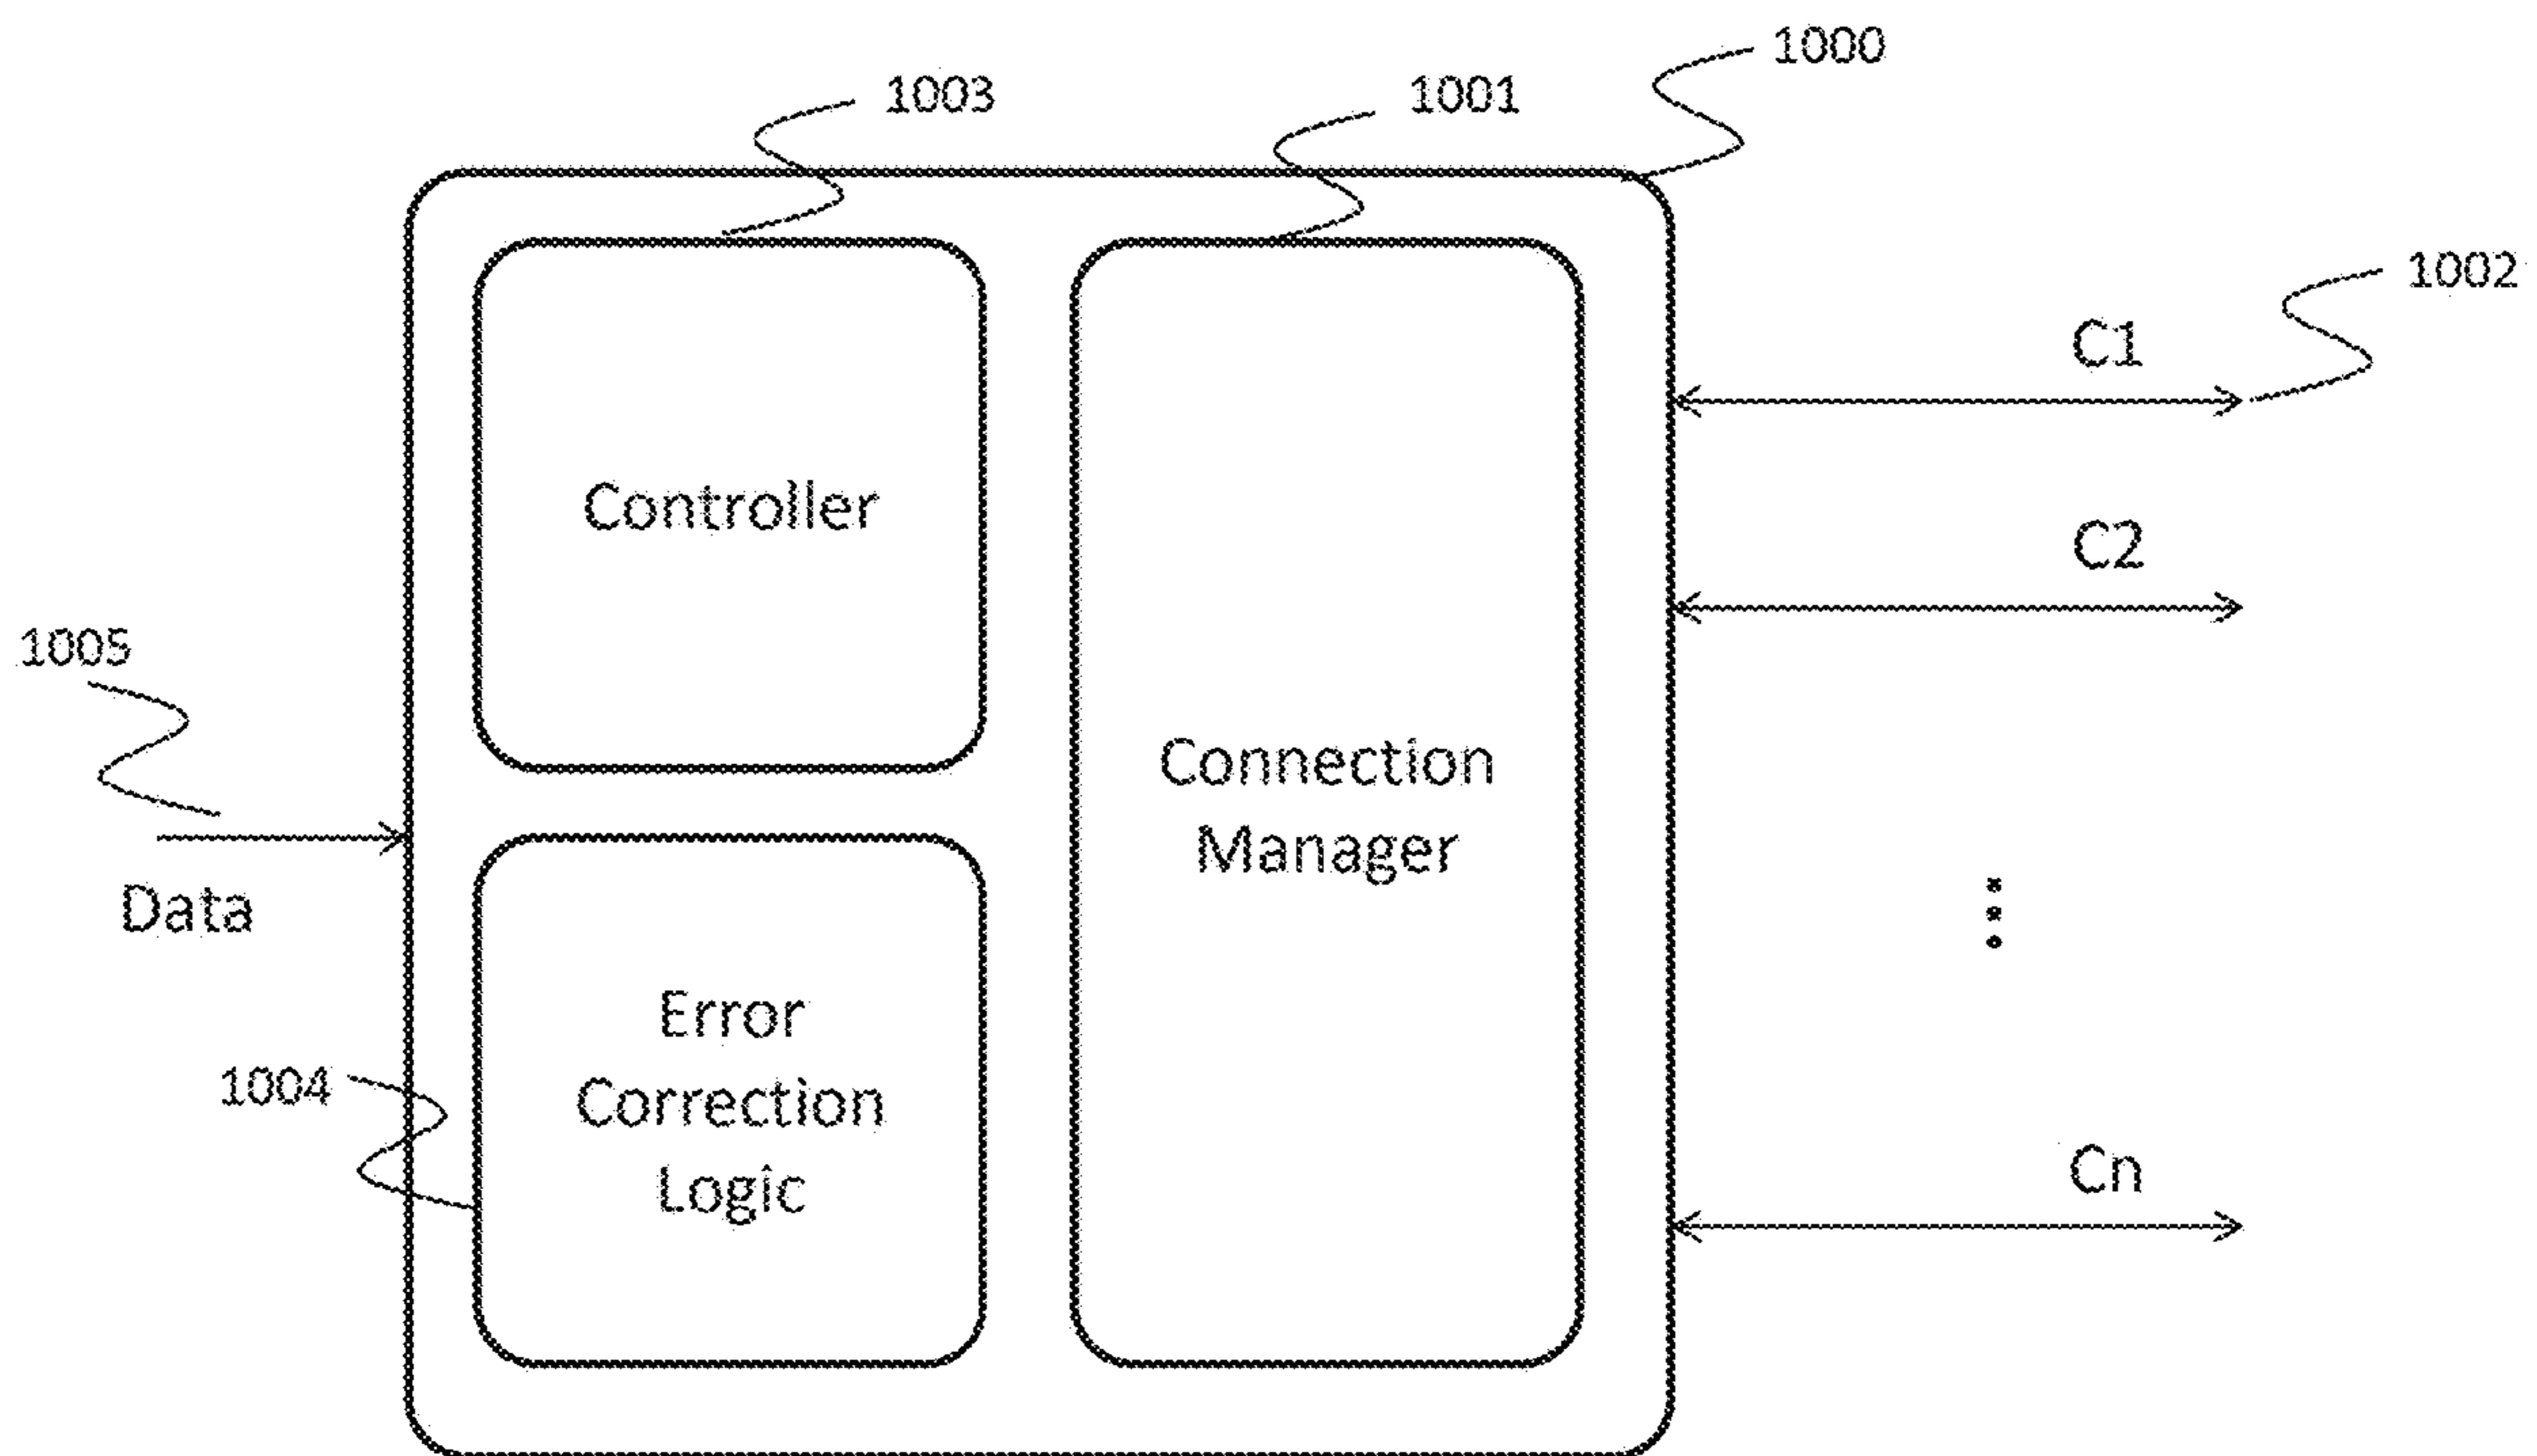 1000
1003
1001
1002
C1
Controller
C2
1005
Connection
Manager
Data
Error
Correction
Logic
1004
Cn